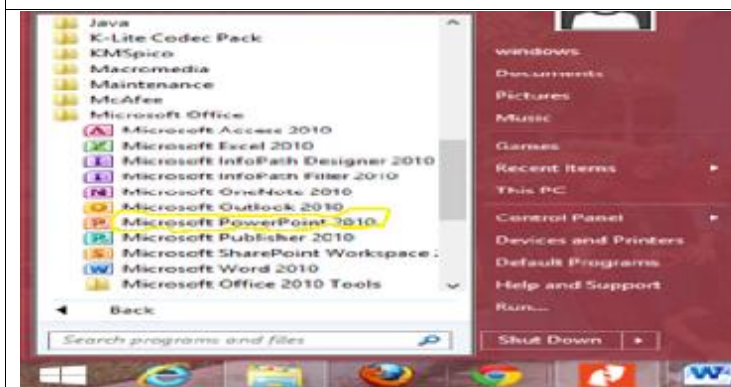 Java
K-Lite Codec Pack
KMSpico
Macromedia
Maintenance
McAfee
Microsoft Office
Microsoft Access 2010
Microsoft Excel 2010
Microsoft InfoPath Designer 2010
Microsoft InfoPath Filler 2010
Microsoft OneNote 2010
Microsoft Outlook 2010
Microsoft PowerPoint 2010
Microsoft Publisher 2010
Microsoft SharePoint Workspace
Microsoft Word 2010
Microsoft Office 2010 Tools
Back
Search programs and files
windows
Documents
Pictures
Music
Games
Recent Items
This PC
Control Panel
Devices and Printers
Default Programs
Help and Support
Run...
Shut Down